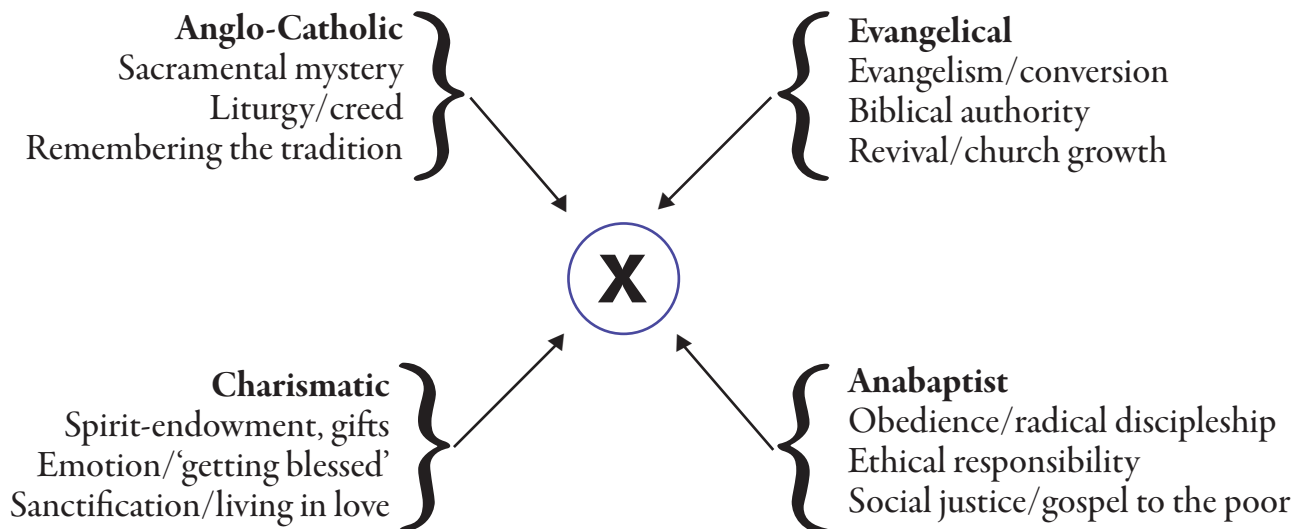 Anglo-Catholic
Sacramental mystery
Liturgy/creed
Remembering the tradition
Evangelical
Evangelism/conversion
Biblical authority
Revival/church growth
X
Charismatic
Spirit-endowment, gifts
Emotion/‘getting blessed’
Sanctification/living in love
Anabaptist
Obedience/radical discipleship
Ethical responsibility
Social justice/gospel to the poor